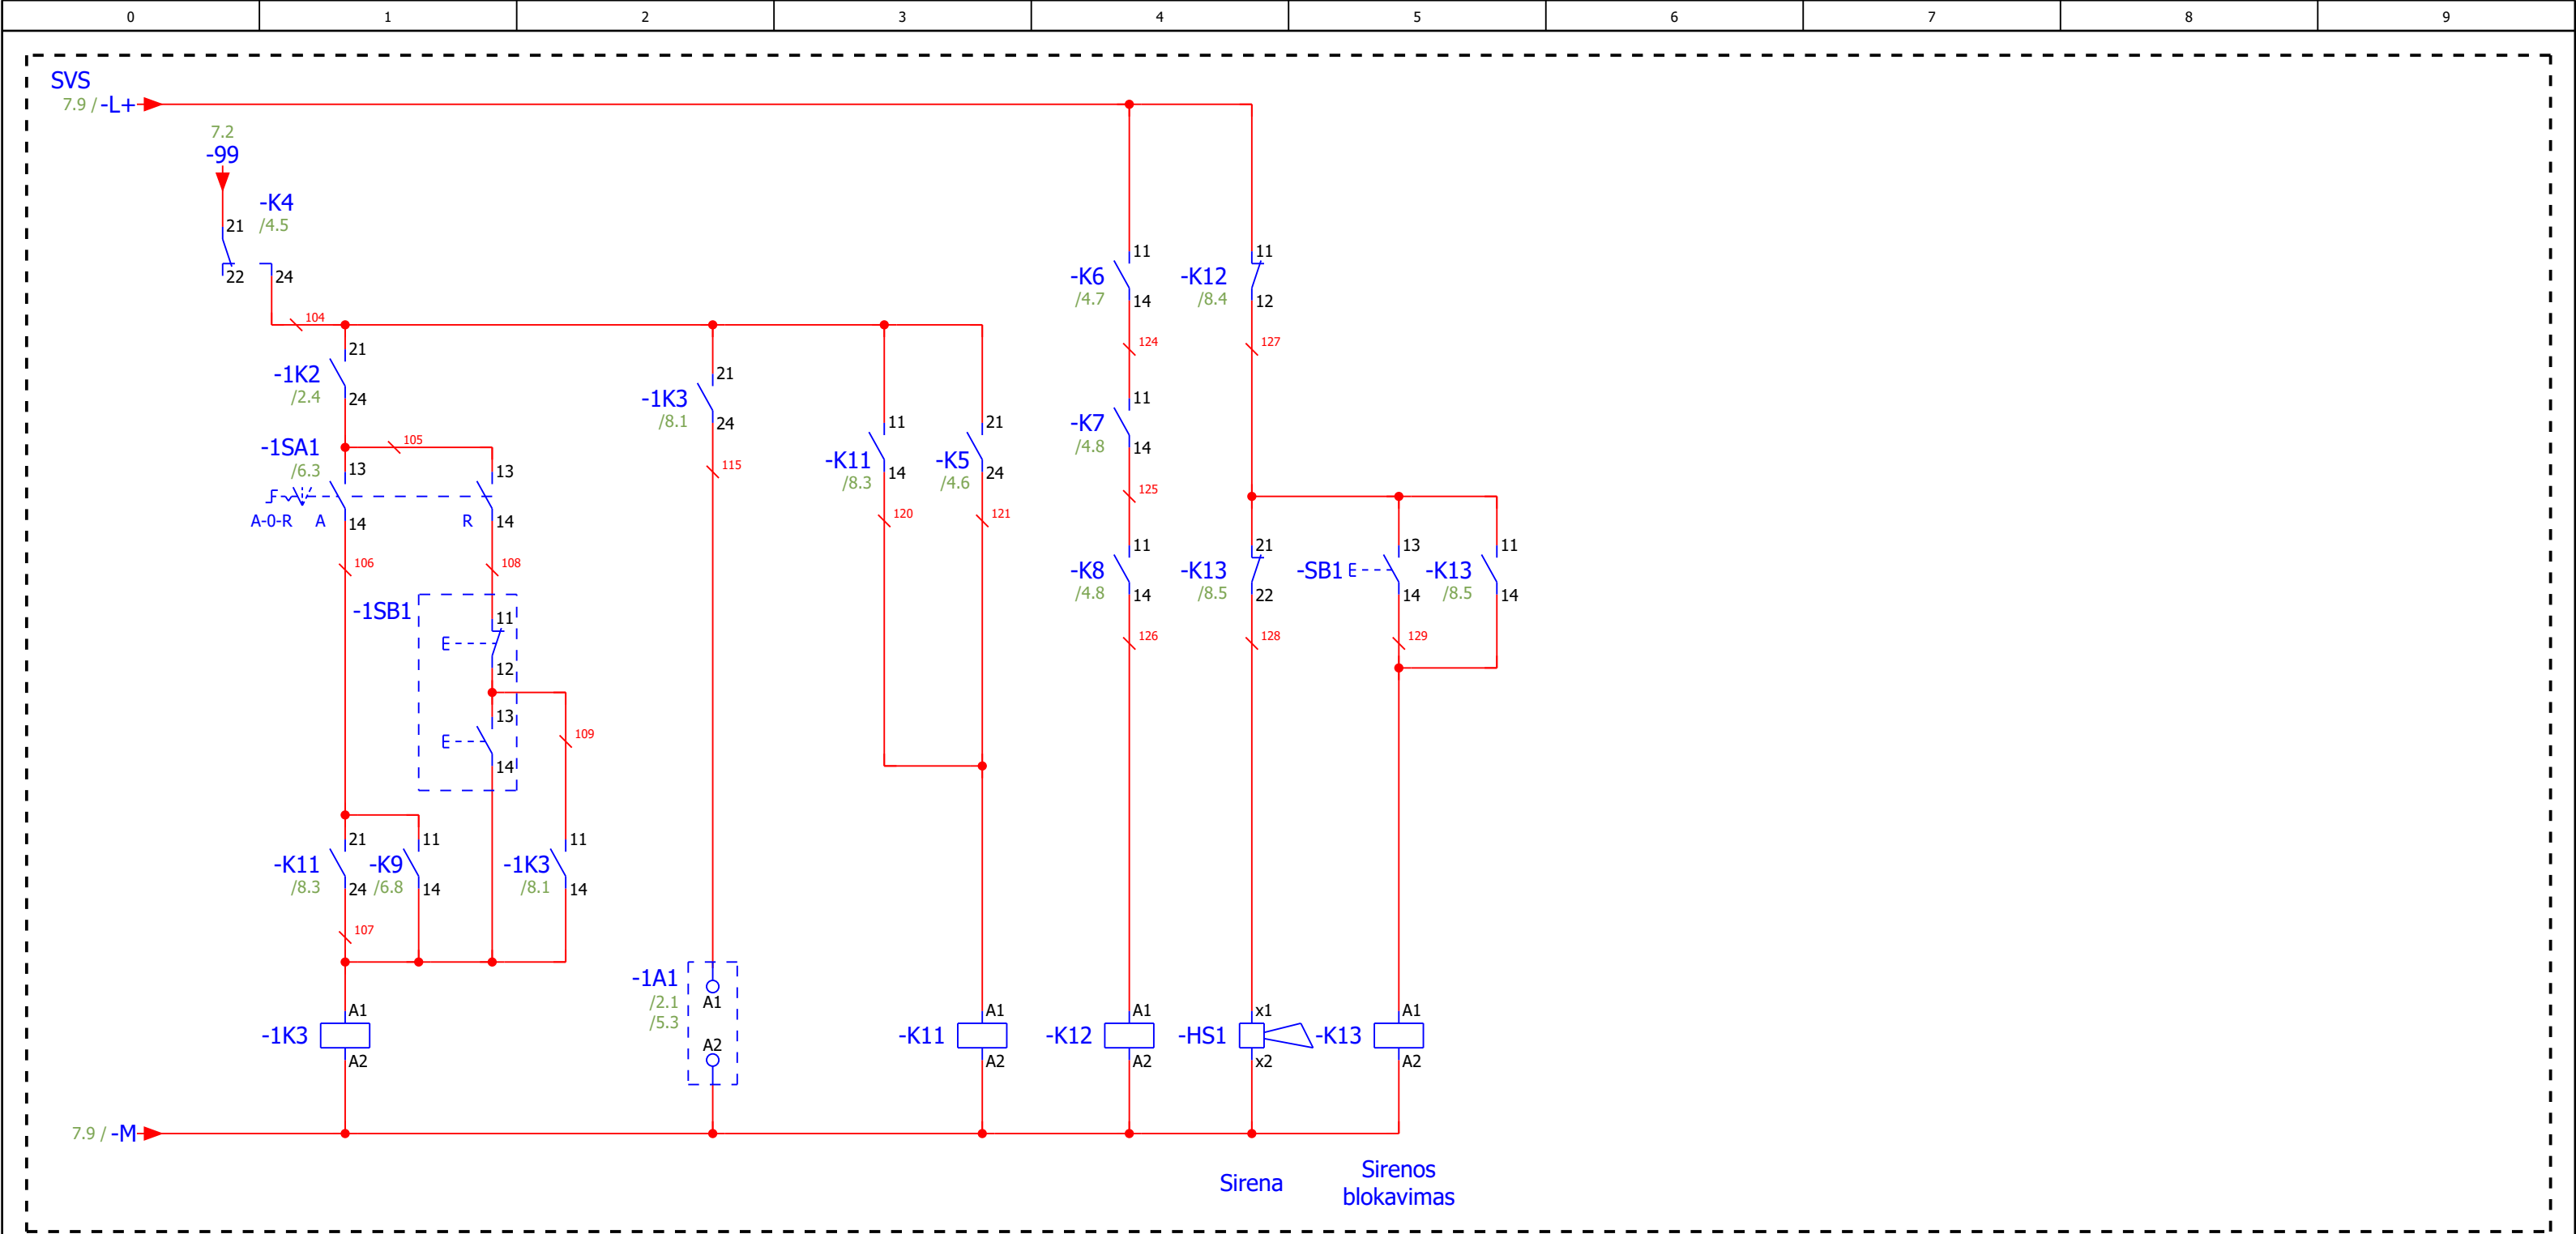 0 1 2 3 4 5 6 7 8 9
SVS
7.9 / -L+
7.2
-99
-K4
21 /4.5
22 24
104
21
-1K2
/2.4 24
-1SA1
/6.3 13
105
13
A-0-R A 14
R 14
106
108
-1SB1
11
12
13
14
109
21 11 11
-K11 -K9 -1K3
/8.3 24 /6.8 14 /8.1 14
107
A1
-1K3
A2
21
-1K3
/8.1 24
115
-1A1
/2.1 A1
/5.3
A2
11 21
-K11 14 -K5 24
/8.3 /4.6
120 121
A1
-K11
A2
11
-K6
/4.7 14
124
11
-K7
/4.8 14
125
11
-K8
/4.8 14
126
A1
-K12
A2
11
-K12
/8.4 12
127
21
-K13
/8.5 22
128
x1
-HS1
x2
13
-SB1
14
129
11
-K13
/8.5 14
A1
-K13
A2
7.9 / -M
Sirena
Sirenos
blokavimas